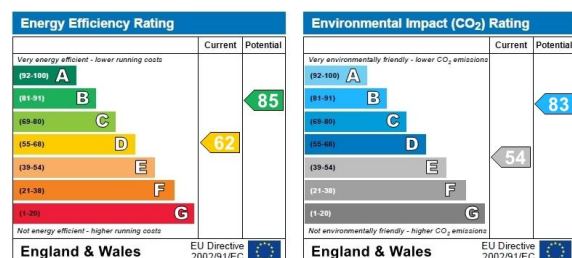 Energy Efficiency Rating
Current Potential
Very energy efficient - lower running costs
(92-100) A
(81-91) B
85
(69-80) C
(55-68) D
62
(39-54) E
(21-38) F
(1-20) G
Not energy efficient - higher running costs
England & Wales
EU Directive
2002/91/EC
Environmental Impact (CO₂) Rating
Current Potential
Very environmentally friendly - lower CO₂ emissions
(92-100) A
(81-91) B
83
(69-80) C
(55-68) D
(39-54) E
54
(21-38) F
(1-20) G
Not environmentally friendly - higher CO₂ emissions
England & Wales
EU Directive
2002/91/EC